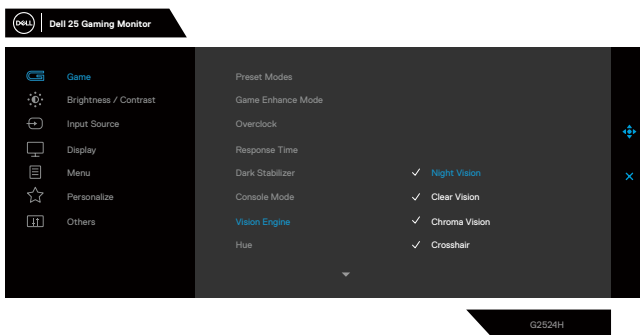 DELL Dell 25 Gaming Monitor
Game
Brightness / Contrast
Input Source
Display
Menu
Personalize
Others
Preset Modes
Game Enhance Mode
Overclock
Response Time
Dark Stabilizer
Console Mode
Vision Engine
Hue
Night Vision
Clear Vision
Chroma Vision
Crosshair
G2524H